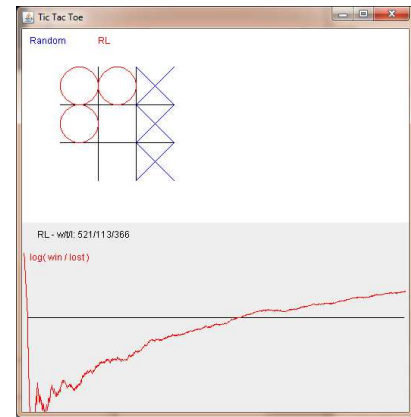 Tic Tac Toe
Random RL
RL - w/t/l: 521/113/366
log( win / lost )